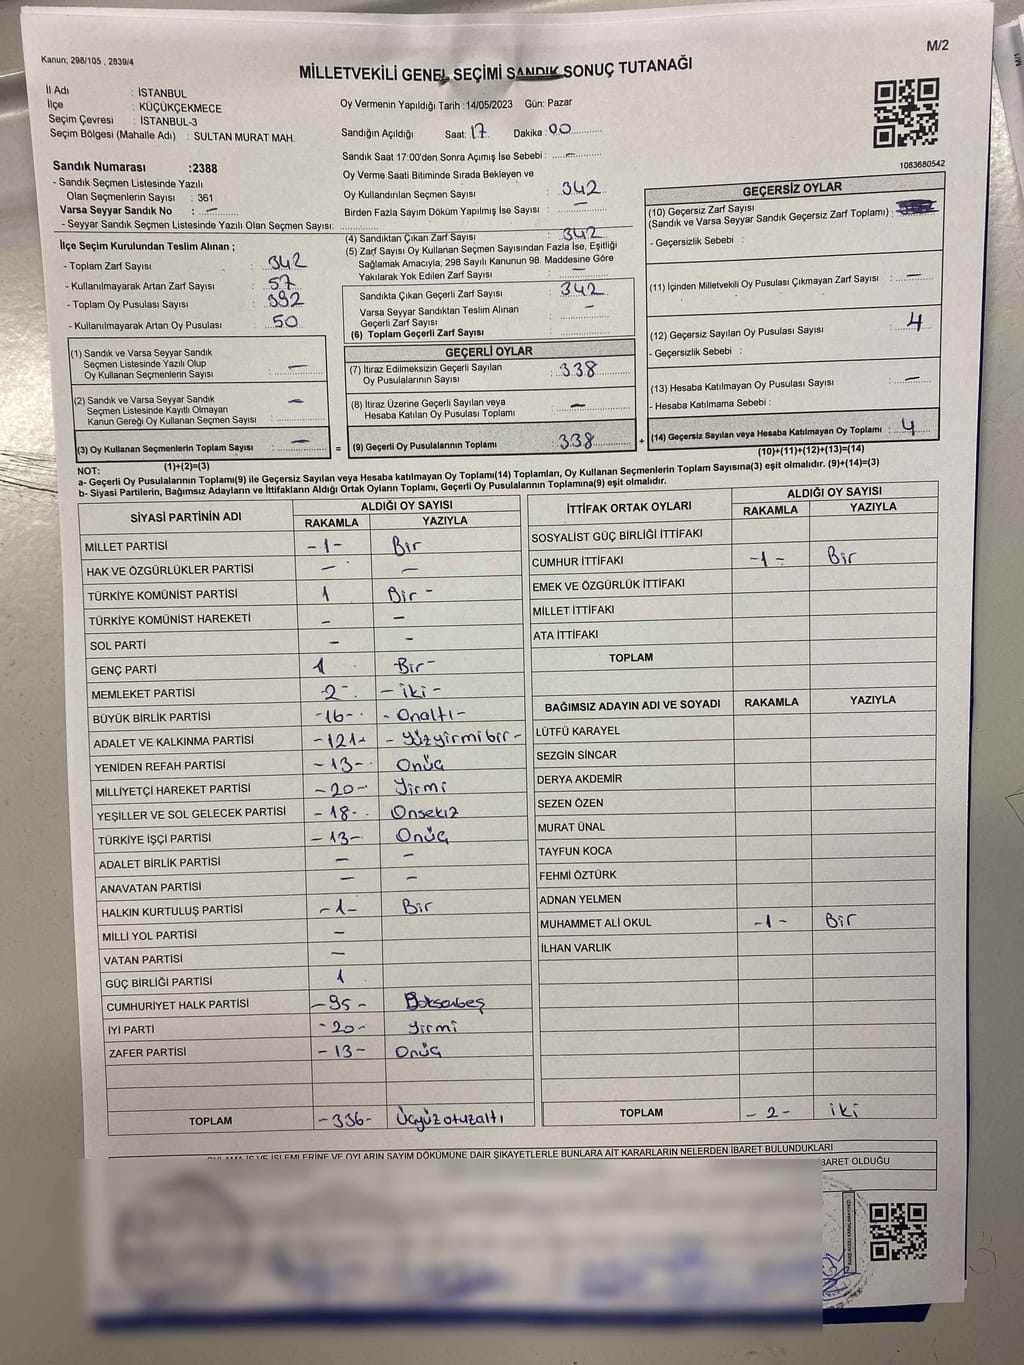 M/2
Kanun; 298/105 , 2839/4
MİLLETVEKİLİ GENEL SEÇİMİ SANDIK SONUÇ TUTANAĞI
İl Adı : İSTANBUL
İlçe : KÜÇÜKÇEKMECE
Seçim Çevresi : İSTANBUL-3
Seçim Bölgesi (Mahalle Adı) : SULTAN MURAT MAH.
Oy Vermenin Yapıldığı Tarih :14/05/2023 Gün: Pazar
Sandığın Açıldığı Saat: 17 Dakika: 00
Sandık Saat 17:00'den Sonra Açımış İse Sebebi : -
1083680542
Sandık Numarası :2388
- Sandık Seçmen Listesinde Yazılı
Olan Seçmenlerin Sayısı : 361
Varsa Seyyar Sandık No : -
- Seyyar Sandık Seçmen Listesinde Yazılı Olan Seçmen Sayısı:
Oy Verme Saati Bitiminde Sırada Bekleyen ve
Oy Kullandırılan Seçmen Sayısı : 342
Birden Fazla Sayım Döküm Yapılmış İse Sayısı : -
İlçe Seçim Kurulundan Teslim Alınan ;
- Toplam Zarf Sayısı : 342
- Kullanılmayarak Artan Zarf Sayısı : 57
- Toplam Oy Pusulası Sayısı : 392
- Kullanılmayarak Artan Oy Pusulası : 50
(4) Sandıktan Çıkan Zarf Sayısı : 342
(5) Zarf Sayısı Oy Kullanan Seçmen Sayısından Fazla İse, Eşitliği
Sağlamak Amacıyla, 298 Sayılı Kanunun 98. Maddesine Göre
Yakılarak Yok Edilen Zarf Sayısı : -
Sandıkta Çıkan Geçerli Zarf Sayısı : 342
Varsa Seyyar Sandıktan Teslim Alınan
Geçerli Zarf Sayısı : -
(6) Toplam Geçerli Zarf Sayısı :
GEÇERSİZ OYLAR
(10) Geçersiz Zarf Sayısı
(Sandık ve Varsa Seyyar Sandık Geçersiz Zarf Toplamı) :
- Geçersizlik Sebebi :
(11) İçinden Milletvekili Oy Pusulası Çıkmayan Zarf Sayısı : -
(12) Geçersiz Sayılan Oy Pusulası Sayısı : 4
- Geçersizlik Sebebi :
(13) Hesaba Katılmayan Oy Pusulası Sayısı : -
- Hesaba Katılmama Sebebi :
(14) Geçersiz Sayılan veya Hesaba Katılmayan Oy Toplamı : 4
(10)+(11)+(12)+(13)=(14)
(1) Sandık ve Varsa Seyyar Sandık
Seçmen Listesinde Yazılı Olup
Oy Kullanan Seçmenlerin Sayısı : -
(2) Sandık ve Varsa Seyyar Sandık
Seçmen Listesinde Kayıtlı Olmayan
Kanun Gereği Oy Kullanan Seçmen Sayısı : -
(3) Oy Kullanan Seçmenlerin Toplam Sayısı : -
(1)+(2)=(3)
=
GEÇERLİ OYLAR
(7) İtiraz Edilmeksizin Geçerli Sayılan
Oy Pusulalarının Sayısı : 338
(8) İtiraz Üzerine Geçerli Sayılan veya
Hesaba Katılan Oy Pusulası Toplamı : -
(9) Geçerli Oy Pusulalarının Toplamı : 338
+
NOT:
a- Geçerli Oy Pusulalarının Toplamı(9) ile Geçersiz Sayılan veya Hesaba katılmayan Oy Toplamı(14) Toplamları, Oy Kullanan Seçmenlerin Toplam Sayısına(3) eşit olmalıdır. (9)+(14)=(3)
b- Siyasi Partilerin, Bağımsız Adayların ve İttifakların Aldığı Ortak Oyların Toplamı, Geçerli Oy Pusulalarının Toplamına(9) eşit olmalıdır.
SİYASİ PARTİNİN ADI ALDIĞI OY SAYISI
RAKAMLA YAZIYLA
MİLLET PARTİSİ -1- Bir
HAK VE ÖZGÜRLÜKLER PARTİSİ - -
TÜRKİYE KOMÜNİST PARTİSİ 1 Bir -
TÜRKİYE KOMÜNİST HAREKETİ - -
SOL PARTİ - -
GENÇ PARTİ 1 -Bir-
MEMLEKET PARTİSİ -2- - iki -
BÜYÜK BİRLİK PARTİSİ -16- - Onaltı -
ADALET VE KALKINMA PARTİSİ -121- - Yüzyirmibir -
YENİDEN REFAH PARTİSİ -13- Onüç
MİLLİYETÇİ HAREKET PARTİSİ -20- Yirmi
YEŞİLLER VE SOL GELECEK PARTİSİ -18- Onsekiz
TÜRKİYE İŞÇİ PARTİSİ -13- Onüç
ADALET BİRLİK PARTİSİ - -
ANAVATAN PARTİSİ - -
HALKIN KURTULUŞ PARTİSİ -1- Bir
MİLLİ YOL PARTİSİ -
VATAN PARTİSİ -
GÜÇ BİRLİĞİ PARTİSİ 1
CUMHURİYET HALK PARTİSİ -95-
İYİ PARTİ -20- Yirmi
ZAFER PARTİSİ -13- Onüç
TOPLAM -336- Üçyüzotuzaltı
İTTİFAK ORTAK OYLARI ALDIĞI OY SAYISI
RAKAMLA YAZIYLA
SOSYALİST GÜÇ BİRLİĞİ İTTİFAKI
CUMHUR İTTİFAKI -1- Bir
EMEK VE ÖZGÜRLÜK İTTİFAKI
MİLLET İTTİFAKI
ATA İTTİFAKI
TOPLAM
BAĞIMSIZ ADAYIN ADI VE SOYADI RAKAMLA YAZIYLA
LÜTFÜ KARAYEL
SEZGİN SİNCAR
DERYA AKDEMİR
SEZEN ÖZEN
MURAT ÜNAL
TAYFUN KOCA
FEHMİ ÖZTÜRK
ADNAN YELMEN
MUHAMMET ALİ OKUL -1- Bir
İLHAN VARLIK
TOPLAM -2- iki
VE İŞLEMLERİNE VE OYLARIN SAYIM DÖKÜMÜNE DAİR ŞİKAYETLERLE BUNLARA AİT KARARLARIN NELERDEN İBARET BULUNDUKLARI
BARET OLDUĞU